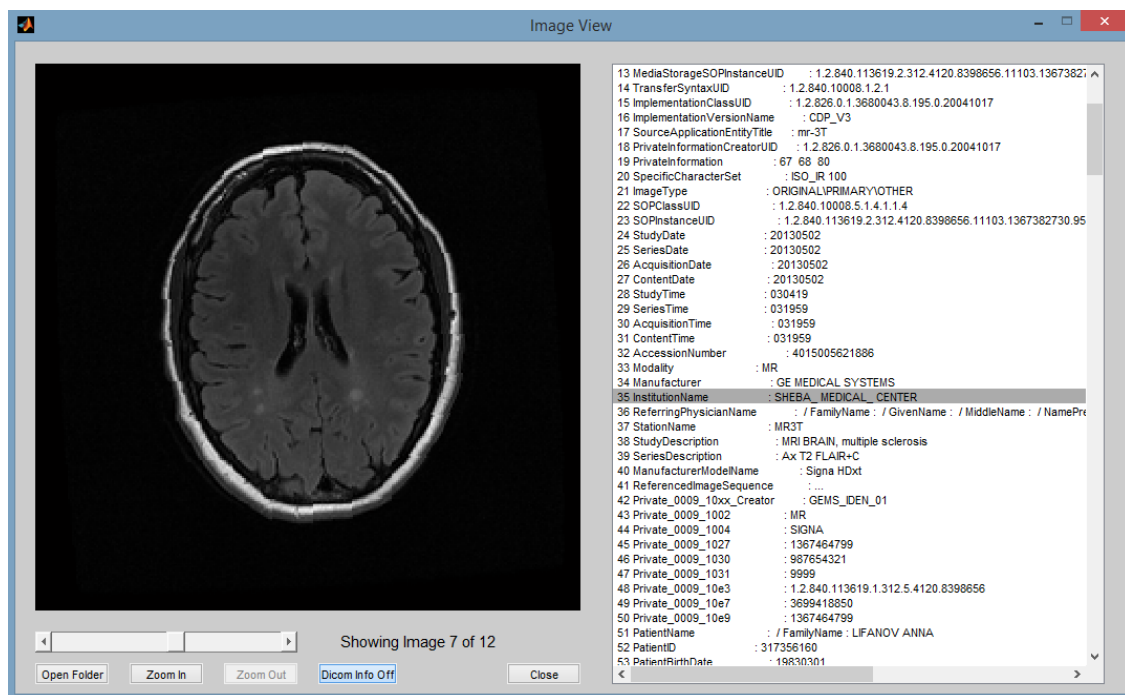 Image View
13 MediaStorageSOPInstanceUID : 1.2.840.113619.2.312.4120.8398656.11103.13673827
14 TransferSyntaxUID : 1.2.840.10008.1.2.1
15 ImplementationClassUID : 1.2.826.0.1.3680043.8.195.0.20041017
16 ImplementationVersionName : CDP_V3
17 SourceApplicationEntityTitle : mr-3T
18 PrivateInformationCreatorUID : 1.2.826.0.1.3680043.8.195.0.20041017
19 PrivateInformation : 67 68 80
20 SpecificCharacterSet : ISO_IR 100
21 ImageType : ORIGINAL\PRIMARY\OTHER
22 SOPClassUID : 1.2.840.10008.5.1.4.1.1.4
23 SOPInstanceUID : 1.2.840.113619.2.312.4120.8398656.11103.1367382730.95
24 StudyDate : 20130502
25 SeriesDate : 20130502
26 AcquisitionDate : 20130502
27 ContentDate : 20130502
28 StudyTime : 030419
29 SeriesTime : 031959
30 AcquisitionTime : 031959
31 ContentTime : 031959
32 AccessionNumber : 4015005621886
33 Modality : MR
34 Manufacturer : GE MEDICAL SYSTEMS
35 InstitutionName : SHEBA_ MEDICAL_ CENTER
36 ReferringPhysicianName : / FamilyName : / GivenName : / MiddleName : / NamePre
37 StationName : MR3T
38 StudyDescription : MRI BRAIN, multiple sclerosis
39 SeriesDescription : Ax T2 FLAIR+C
40 ManufacturerModelName : Signa HDxt
41 ReferencedImageSequence : ...
42 Private_0009_10xx_Creator : GEMS_IDEN_01
43 Private_0009_1002 : MR
44 Private_0009_1004 : SIGNA
45 Private_0009_1027 : 1367464799
46 Private_0009_1030 : 987654321
47 Private_0009_1031 : 9999
48 Private_0009_10e3 : 1.2.840.113619.1.312.5.4120.8398656
49 Private_0009_10e7 : 3699418850
50 Private_0009_10e9 : 1367464799
51 PatientName : / FamilyName : LIFANOV ANNA
52 PatientID : 317356160
53 PatientBirthDate : 19830301
Showing Image 7 of 12
Open Folder Zoom In Zoom Out Dicom Info Off Close